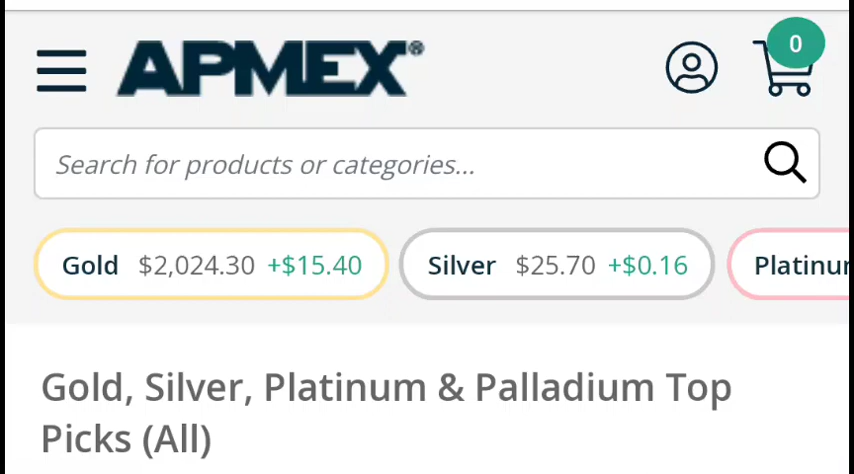 APMEX®
0
Search for products or categories...
Gold $2,024.30 +$15.40
Silver $25.70 +$0.16
Gold, Silver, Platinum & Palladium Top
Picks (All)